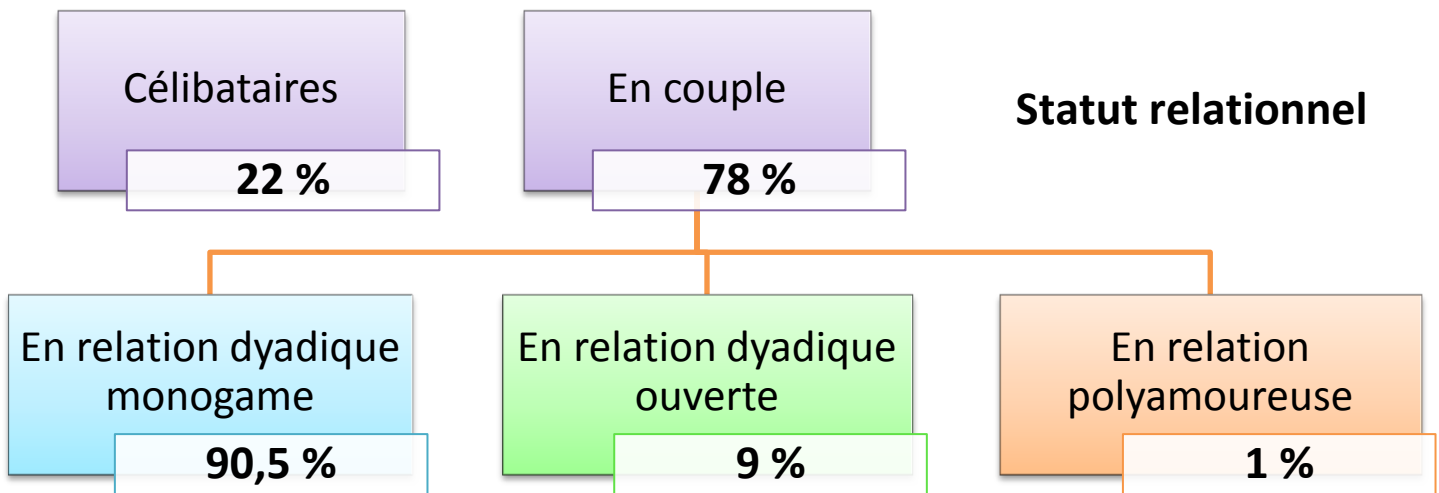 Célibataires
22 %
En couple
78 %
Statut relationnel
En relation dyadique
monogame
90,5 %
En relation dyadique
ouverte
9 %
En relation
polyamoureuse
1 %